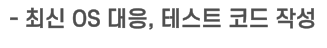 - 최신 OS 대응, 테스트 코드 작성